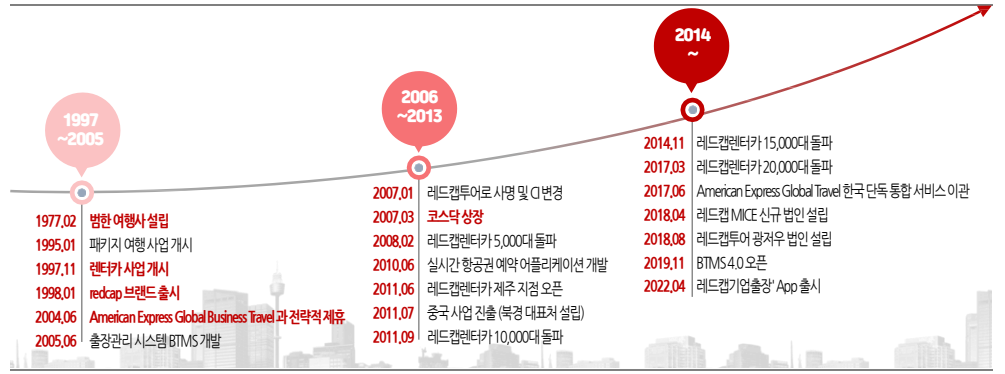 1997
~2005
1977.02 범한 여행사 설립
1995.01 패키지 여행 사업 개시
1997.11 렌터카 사업 개시
1998.01 redcap 브랜드 출시
2004.06 American Express Global Business Travel 과 전략적 제휴
2005.06 출장관리 시스템 BTMS 개발
2006
~2013
2007.01 레드캡투어로 사명 및 CI 변경
2007.03 코스닥 상장
2008.02 레드캡렌터카 5,000대 돌파
2010.06 실시간 항공권 예약 어플리케이션 개발
2011.06 레드캡렌터카 제주 지점 오픈
2011.07 중국 사업 진출 (북경 대표처 설립)
2011.09 레드캡렌터카 10,000대 돌파
2014
~
2014.11 레드캡렌터카 15,000대 돌파
2017.03 레드캡렌터카 20,000대 돌파
2017.06 American Express Global Travel 한국 단독 통합 서비스 이관
2018.04 레드캡 MICE 신규 법인 설립
2018.08 레드캡투어 광저우 법인 설립
2019.11 BTMS 4.0 오픈
2022.04 레드캡기업출장' App 출시